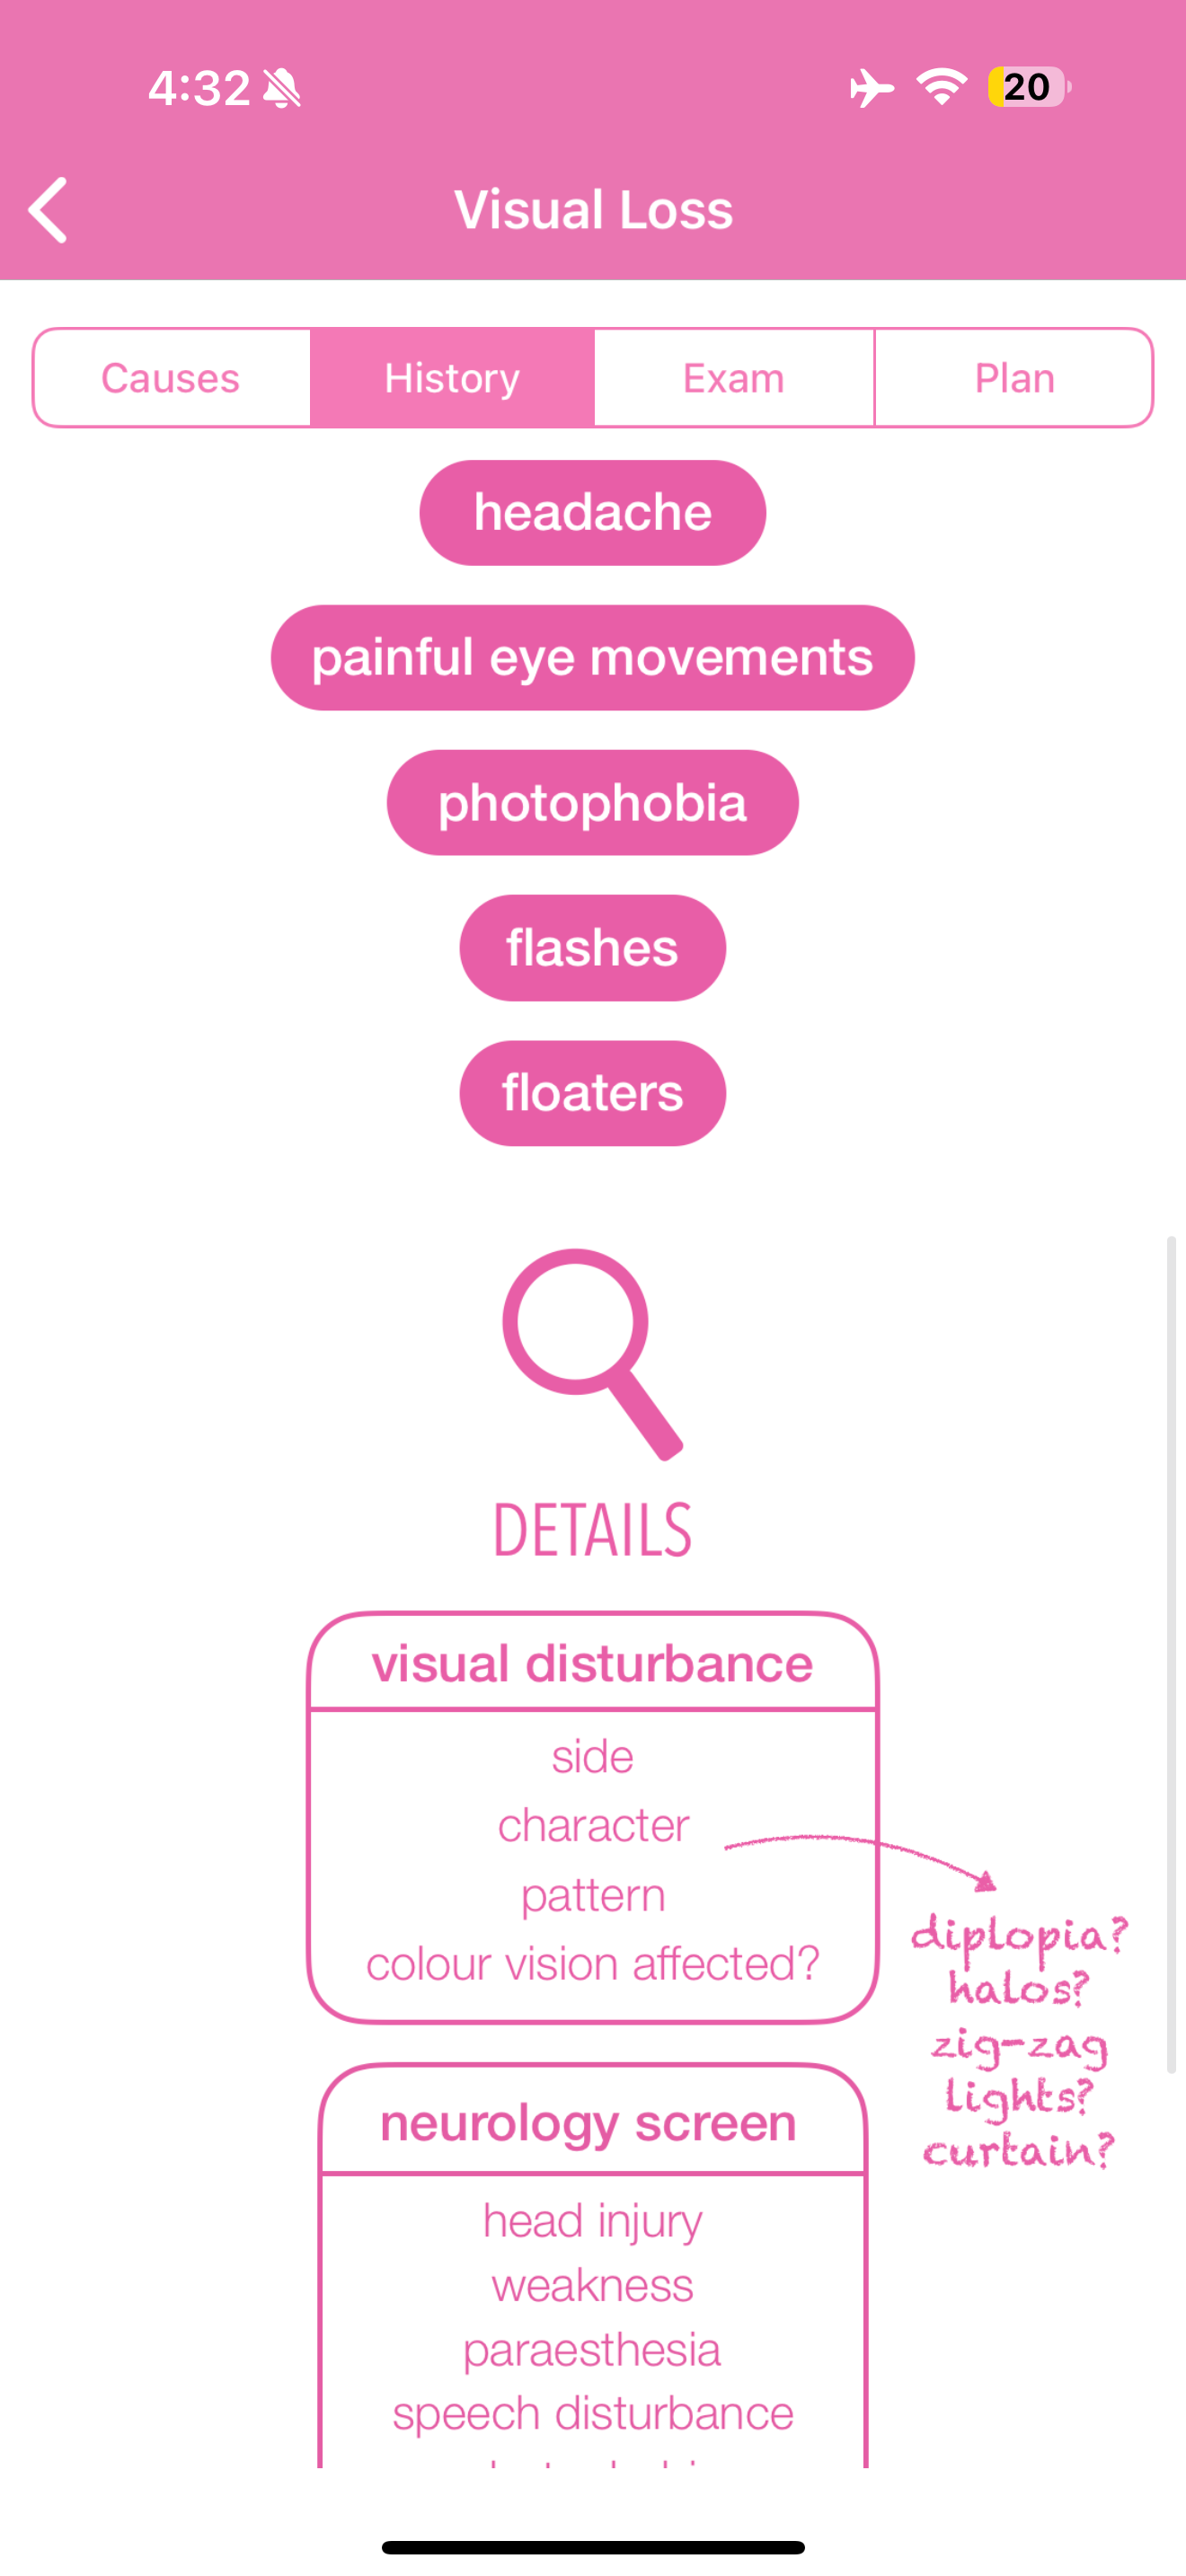 4:32
20
Visual Loss
Causes
History
Exam
Plan
headache
painful eye movements
photophobia
flashes
floaters
DETAILS
visual disturbance
side
character
pattern
colour vision affected?
diplopia?
halos?
zig-zag
lights?
curtain?
neurology screen
head injury
weakness
paraesthesia
speech disturbance